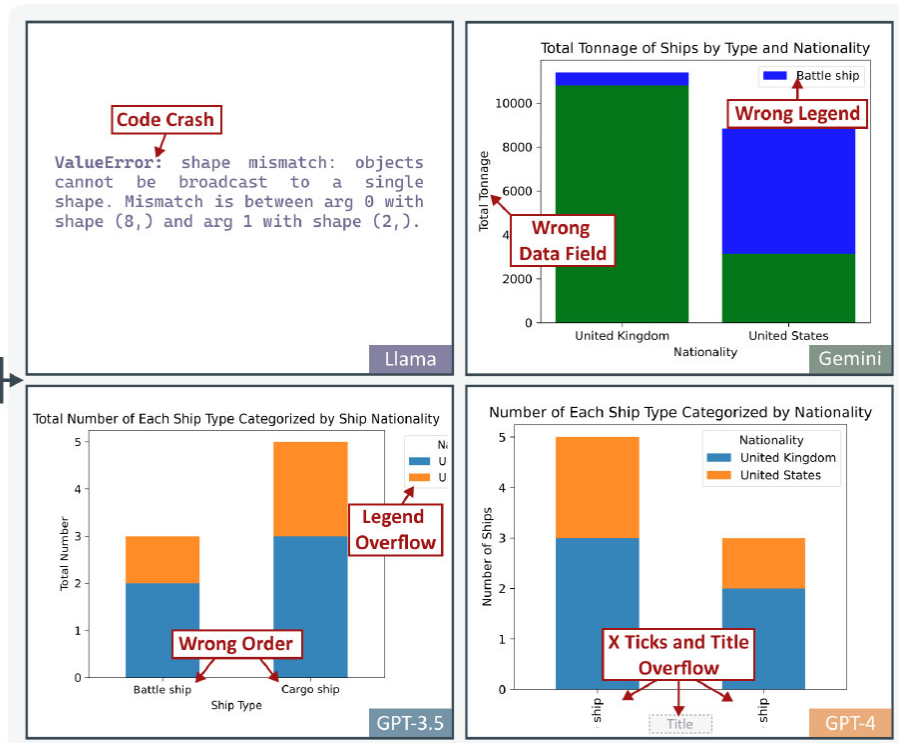 Code Crash
ValueError: shape mismatch: objects
cannot be broadcast to a single
shape. Mismatch is between arg 0 with
shape (8,) and arg 1 with shape (2,).
Llama
Total Tonnage of Ships by Type and Nationality
Battle ship
Wrong Legend
10000
8000
6000
4
2000
0
Total Tonnage
Wrong
Data Field
United Kingdom
United States
Nationality
Gemini
Total Number of Each Ship Type Categorized by Ship Nationality
5
4
3
2
1
0
Total Number
Na
U
U
Legend
Overflow
Wrong Order
Battle ship
Cargo ship
Ship Type
GPT-3.5
Number of Each Ship Type Categorized by Nationality
5
4
3
2
1
0
Number of Ships
Nationality
United Kingdom
United States
X Ticks and Title
Overflow
ship
ship
Title
GPT-4